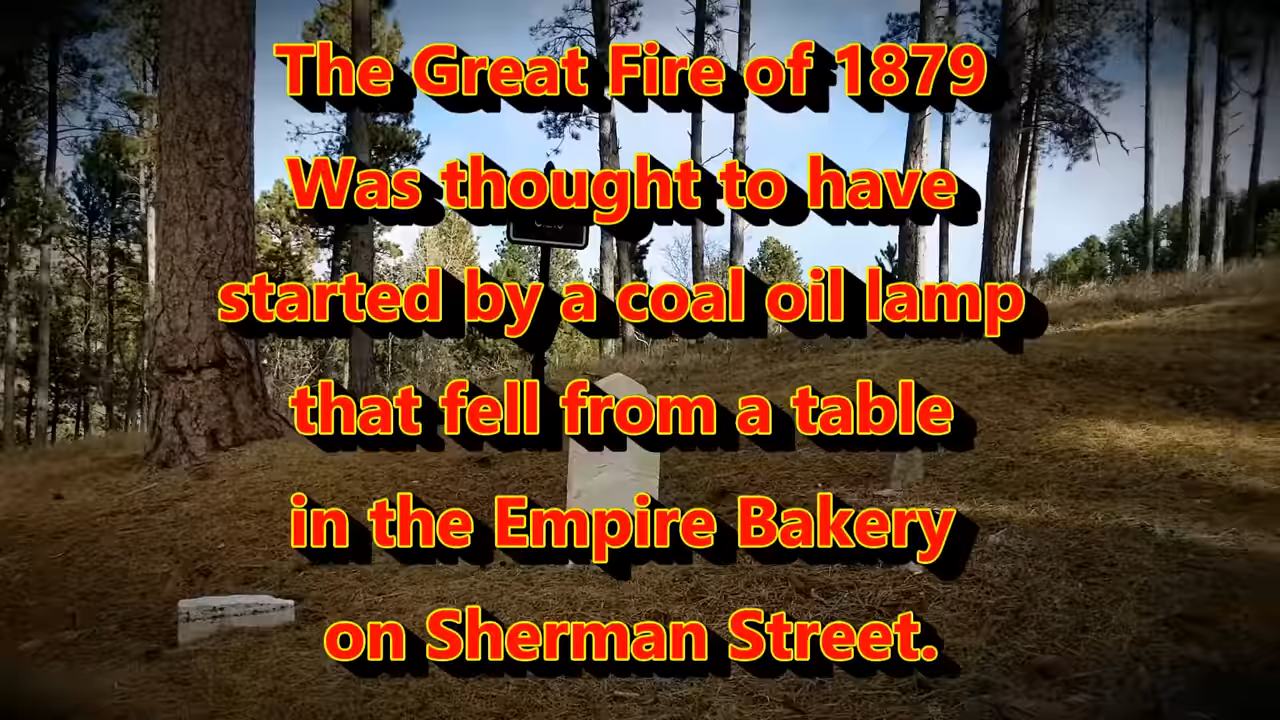 The Great Fire of 1879
Was thought to have
started by a coal oil lamp
that fell from a table
in the Empire Bakery
on Sherman Street.